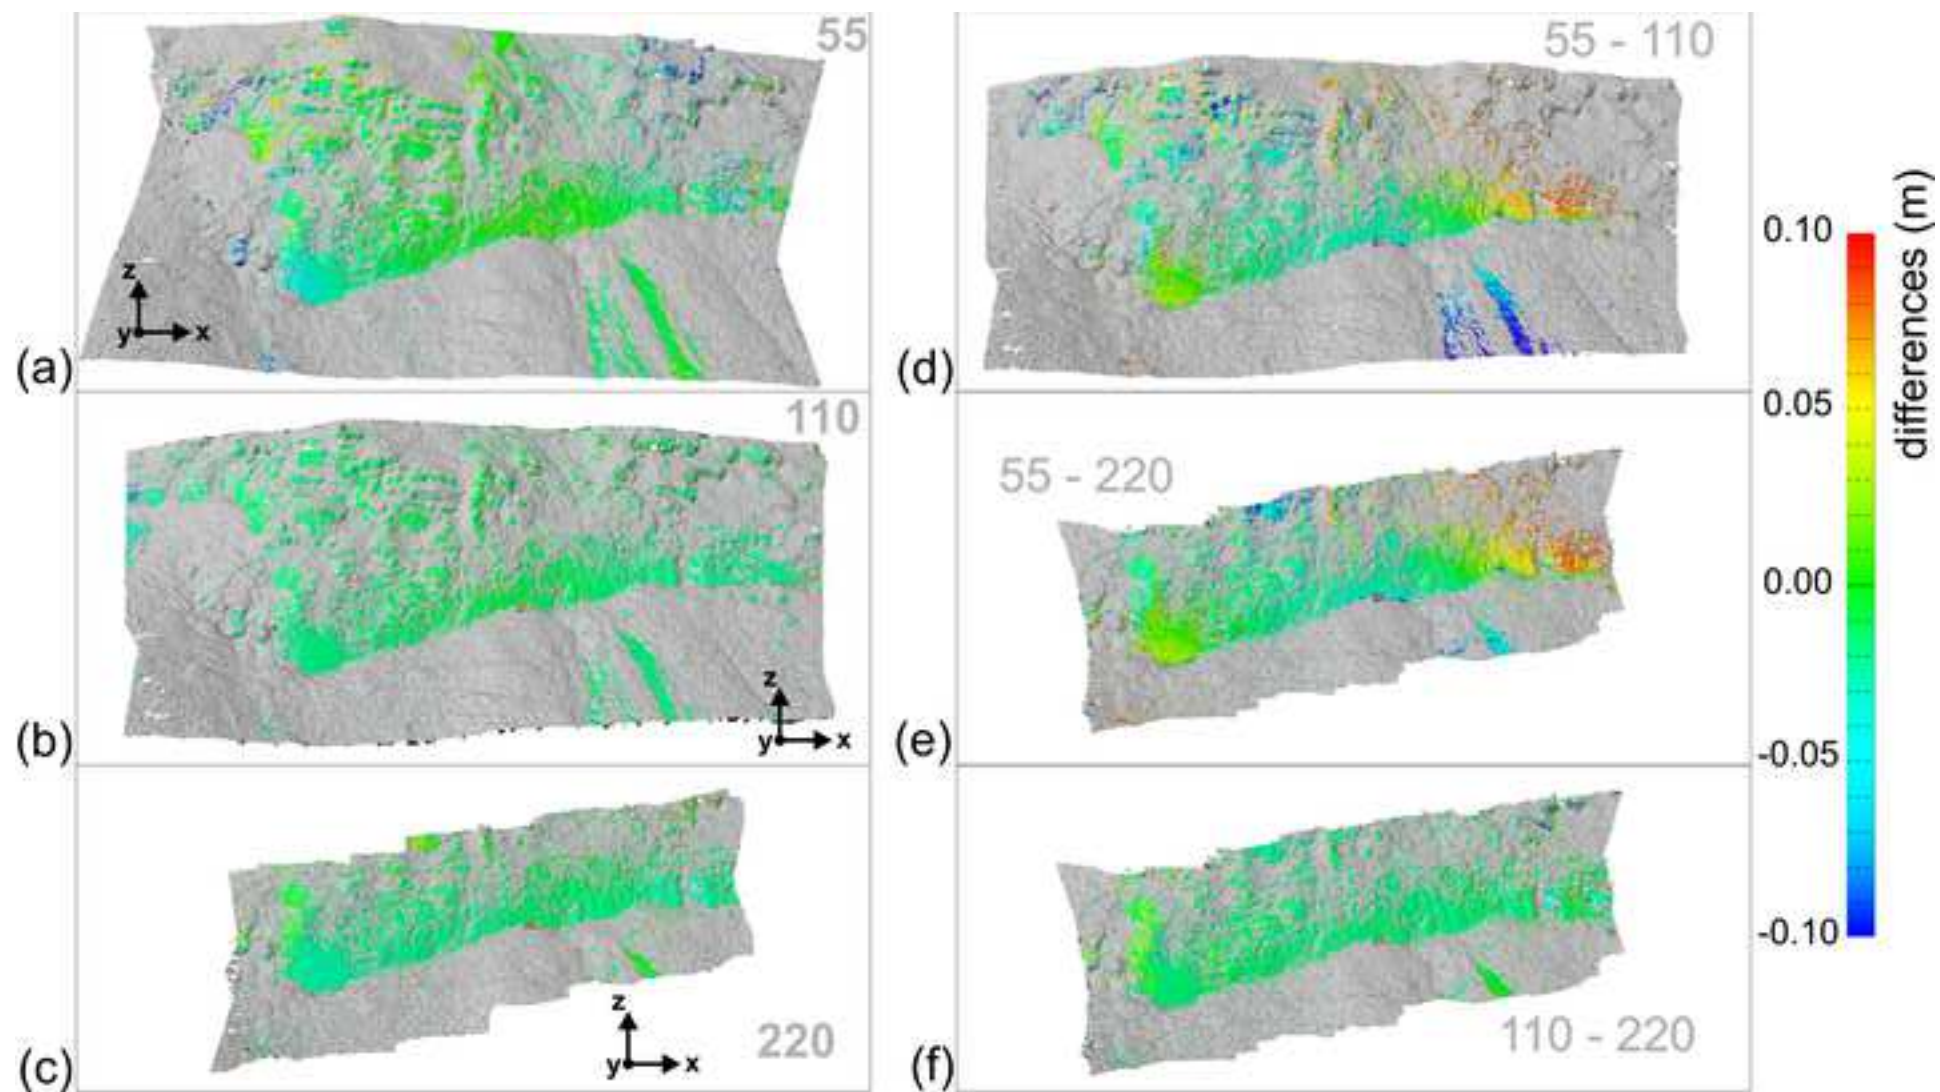 55
z
y x
(a)
110
z
y x
(b)
z
y x
220
(c)
55 - 110
(d)
55 - 220
(e)
110 - 220
(f)
differences (m)
0.10
0.05
0.00
-0.05
-0.10